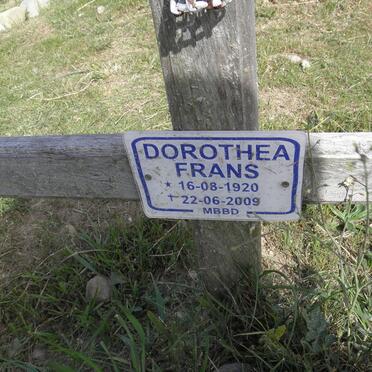 DOROTHEA
FRANS
* 16-08-1920
† 22-06-2009
MBBD